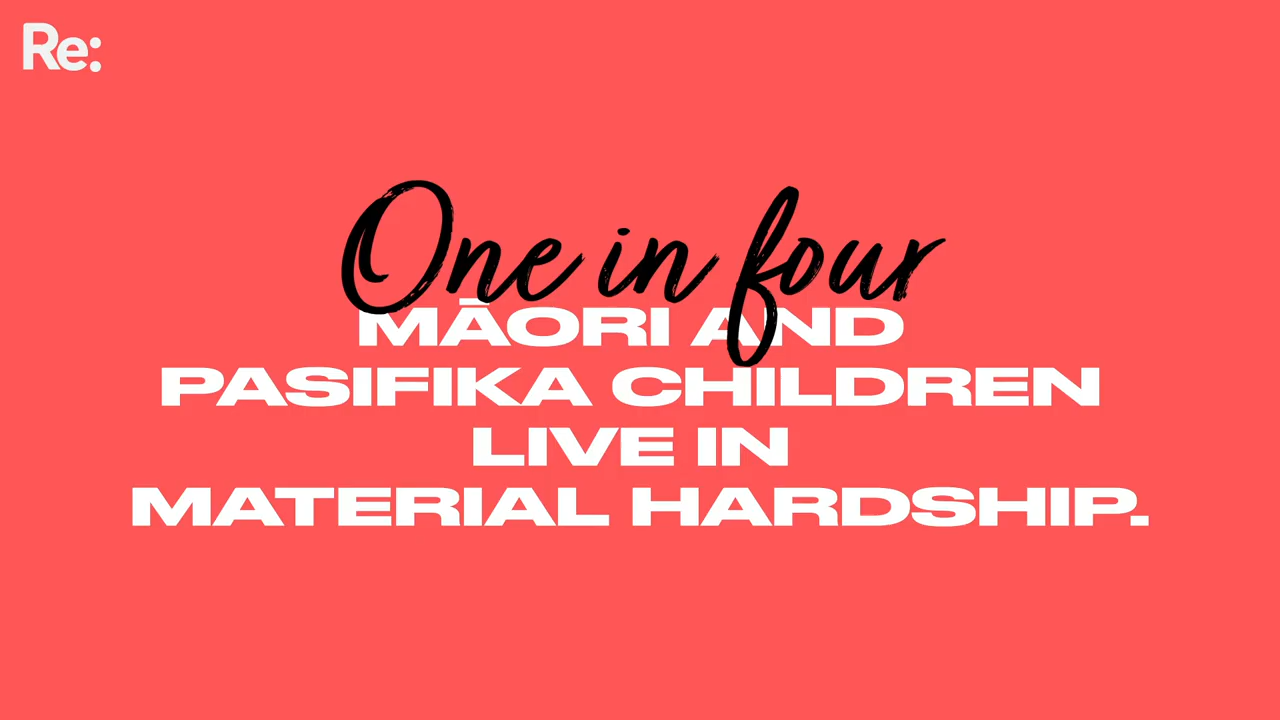 Re:
One in four
MĀORI AND
PASIFIKA CHILDREN
LIVE IN
MATERIAL HARDSHIP.